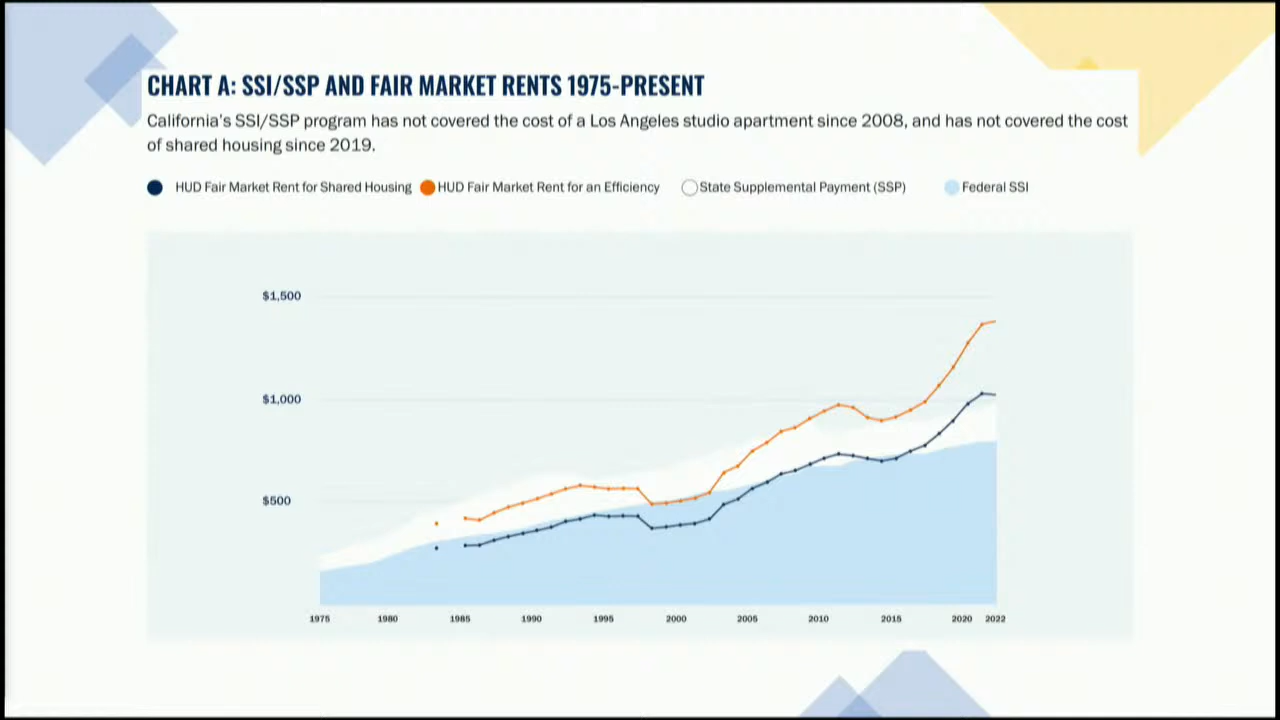 CHART A: SSI/SSP AND FAIR MARKET RENTS 1975-PRESENT
California's SSI/SSP program has not covered the cost of a Los Angeles studio apartment since 2008, and has not covered the cost
of shared housing since 2019.
HUD Fair Market Rent for Shared Housing HUD Fair Market Rent for an Efficiency State Supplemental Payment (SSP) Federal SSI
$1,500
$1,000
$500
1975 1980 1985 1990 1995 2000 2005 2010 2015 2020 2022